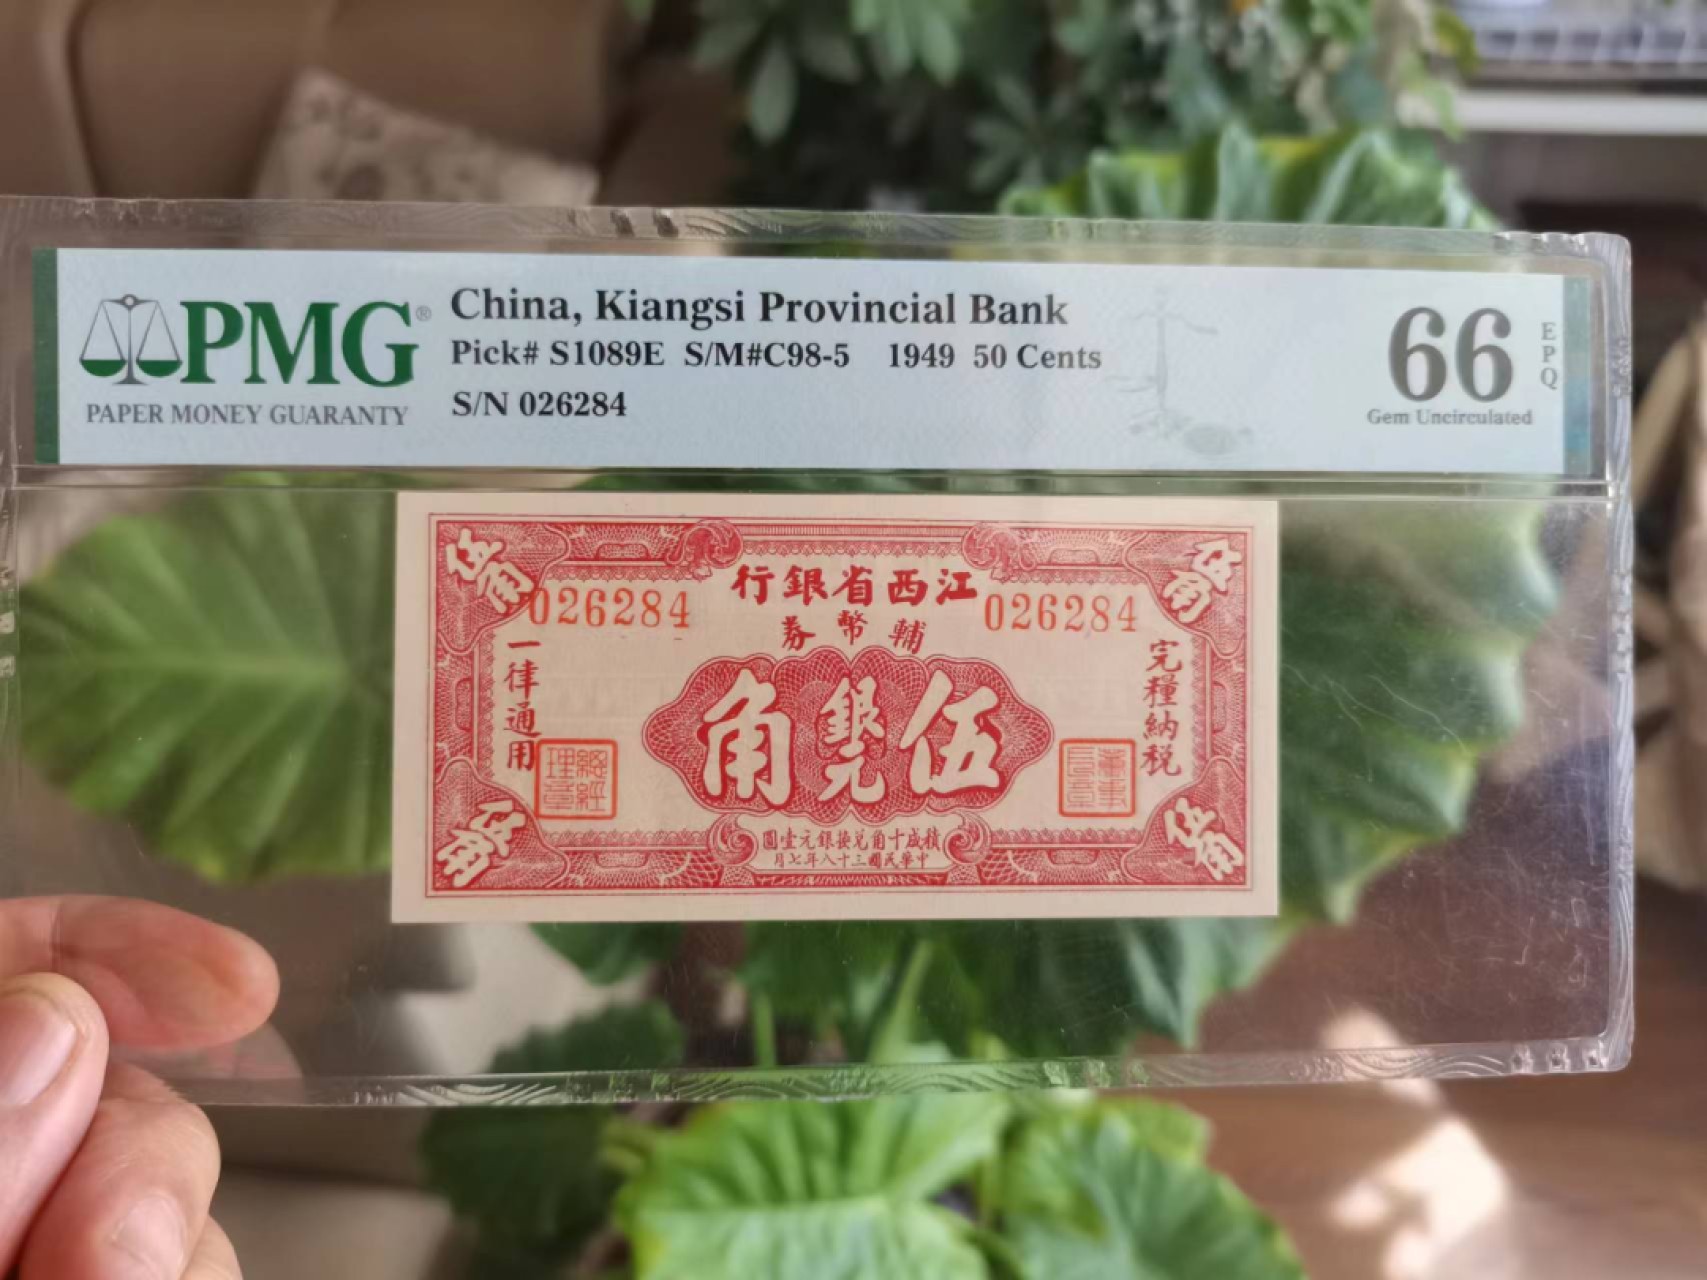 PMG®
PAPER MONEY GUARANTY
China, Kiangsi Provincial Bank
Pick# S1089E S/M#C98-5 1949 50 Cents
S/N 026284
66
EPQ
Gem Uncirculated
伍角
伍角
行銀省西江
026284
026284
券幣輔
完糧納税
一律通用
角
銀元
伍
總經理章
董事長章
圓壹元銀換兌角十成積
月七年八十三國民華中
伍角
伍角